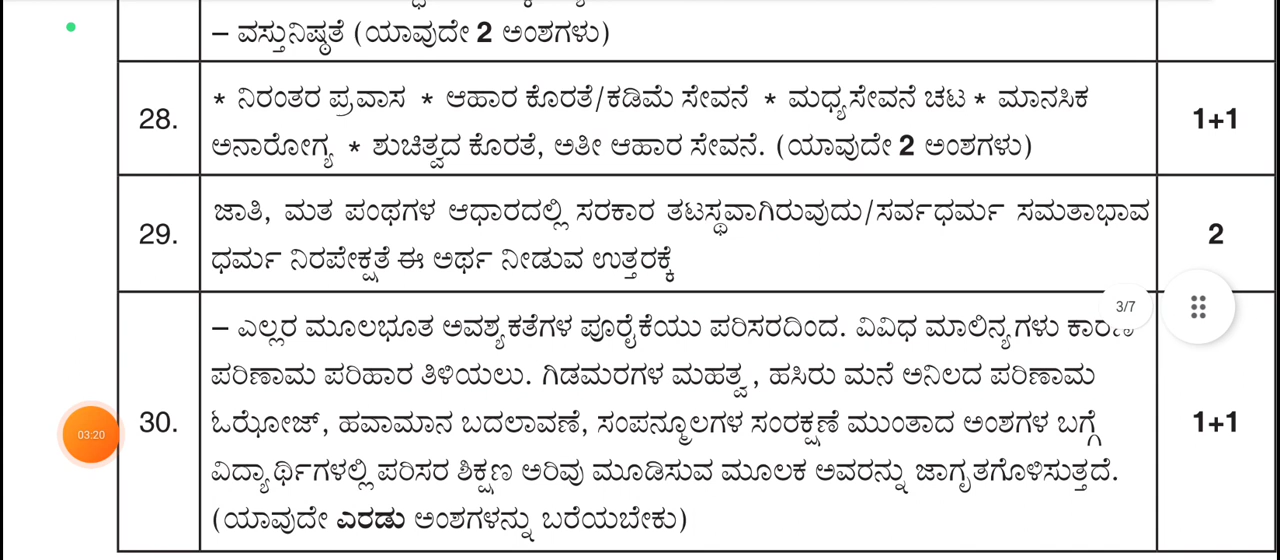 – ವಸ್ತುನಿಷ್ಠತೆ (ಯಾವುದೇ 2 ಅಂಶಗಳು)
28. * ನಿರಂತರ ಪ್ರವಾಸ * ಆಹಾರ ಕೊರತೆ/ಕಡಿಮೆ ಸೇವನೆ * ಮಧ್ಯಸೇವನೆ ಚಟ * ಮಾನಸಿಕ 1+1
ಅನಾರೋಗ್ಯ * ಶುಚಿತ್ವದ ಕೊರತೆ, ಅತೀ ಆಹಾರ ಸೇವನೆ. (ಯಾವುದೇ 2 ಅಂಶಗಳು)
29. ಜಾತಿ, ಮತ ಪಂಥಗಳ ಆಧಾರದಲ್ಲಿ ಸರಕಾರ ತಟಸ್ಥವಾಗಿರುವುದು/ಸರ್ವಧರ್ಮ ಸಮತಾಭಾವ 2
ಧರ್ಮ ನಿರಪೇಕ್ಷತೆ ಈ ಅರ್ಥ ನೀಡುವ ಉತ್ತರಕ್ಕೆ
3/7
– ಎಲ್ಲರ ಮೂಲಭೂತ ಅವಶ್ಯಕತೆಗಳ ಪೂರೈಕೆಯು ಪರಿಸರದಿಂದ. ವಿವಿಧ ಮಾಲಿನ್ಯಗಳು
ಪರಿಣಾಮ ಪರಿಹಾರ ತಿಳಿಯಲು. ಗಿಡಮರಗಳ ಮಹತ್ವ, ಹಸಿರು ಮನೆ ಅನಿಲದ ಪರಿಣಾಮ
03:20 30. ಓಝೋಜ್, ಹವಾಮಾನ ಬದಲಾವಣೆ, ಸಂಪನ್ಮೂಲಗಳ ಸಂರಕ್ಷಣೆ ಮುಂತಾದ ಅಂಶಗಳ ಬಗ್ಗೆ 1+1
ವಿದ್ಯಾರ್ಥಿಗಳಲ್ಲಿ ಪರಿಸರ ಶಿಕ್ಷಣ ಅರಿವು ಮೂಡಿಸುವ ಮೂಲಕ ಅವರನ್ನು ಜಾಗೃತಗೊಳಿಸುತ್ತದೆ.
(ಯಾವುದೇ ಎರಡು ಅಂಶಗಳನ್ನು ಬರೆಯಬೇಕು)